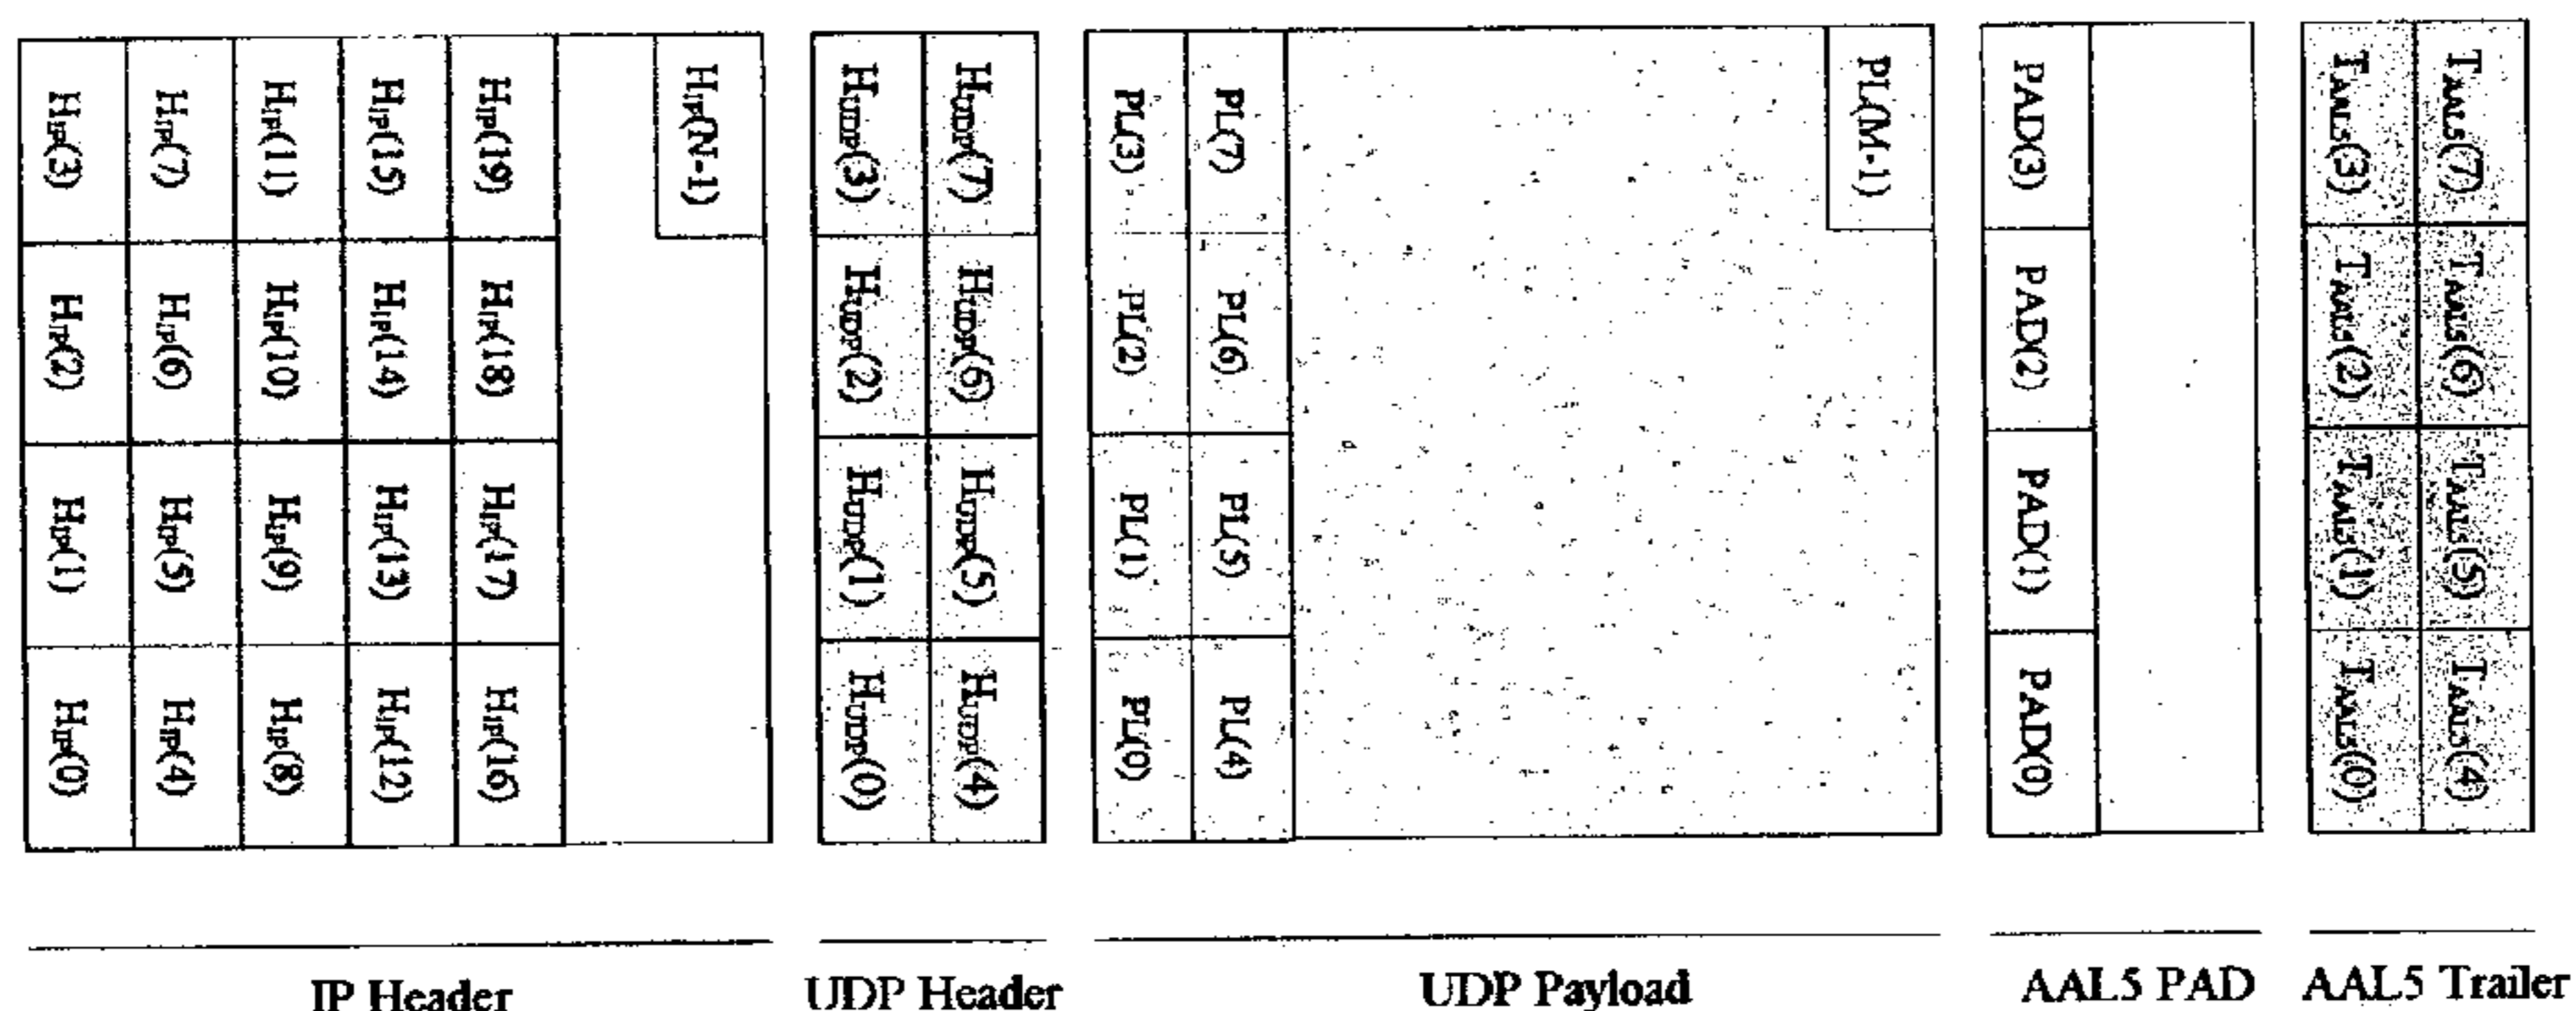 HIP(3) HIP(7) HIP(11) HIP(15) HIP(19) HIP(N-1) HUDP(3) HUDP(7) PL(3) PL(7) PL(M-1) PAD(3) TAAL5(3) TAAL5(7)
HIP(2) HIP(6) HIP(10) HIP(14) HIP(18) HUDP(2) HUDP(6) PL(2) PL(6) PAD(2) TAAL5(2) TAAL5(6)
HIP(1) HIP(5) HIP(9) HIP(13) HIP(17) HUDP(1) HUDP(5) PL(1) PL(5) PAD(1) TAAL5(1) TAAL5(5)
HIP(0) HIP(4) HIP(8) HIP(12) HIP(16) HUDP(0) HUDP(4) PL(0) PL(4) PAD(0) TAAL5(0) TAAL5(4)
IP Header UDP Header UDP Payload AAL5 PAD AAL5 Trailer